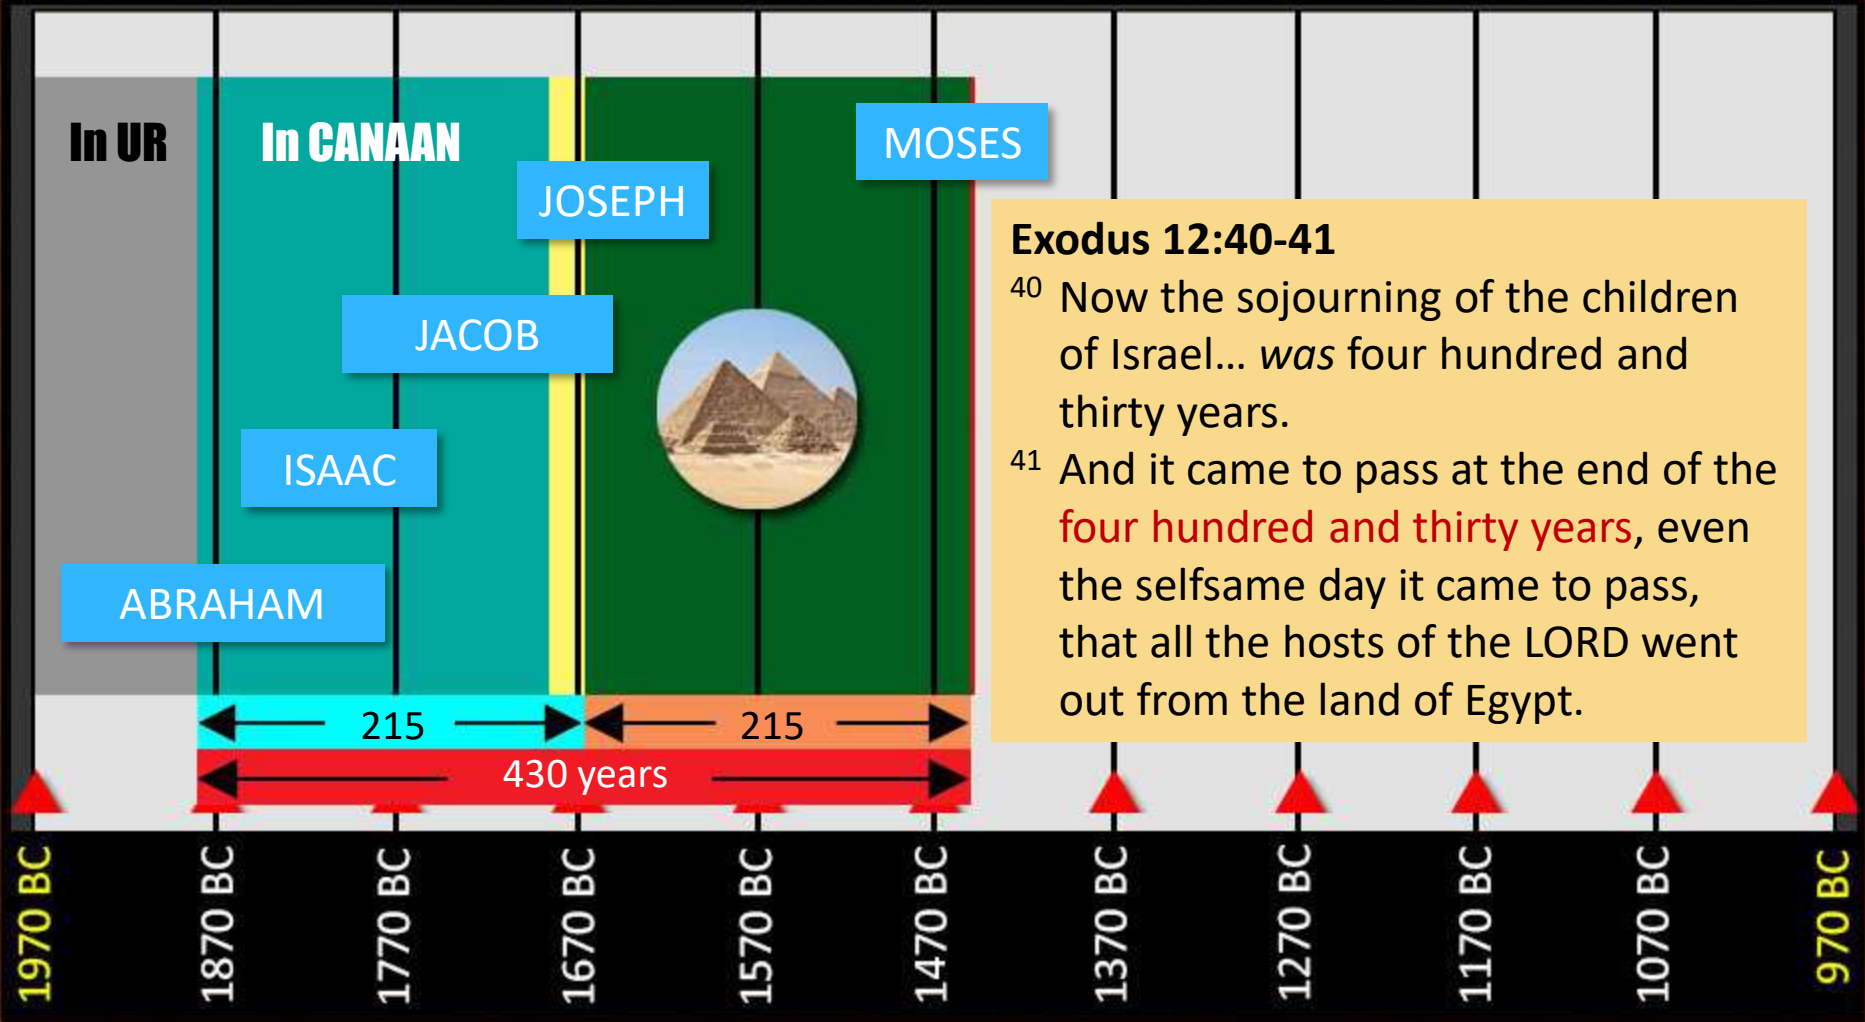 In UR
In CANAAN
MOSES
JOSEPH
JACOB
ISAAC
ABRAHAM
Exodus 12:40-41
40 Now the sojourning of the children
of Israel... was four hundred and
thirty years.
41 And it came to pass at the end of the
four hundred and thirty years, even
the selfsame day it came to pass,
that all the hosts of the LORD went
out from the land of Egypt.
215
215
430 years
1970 BC
1870 BC
1770 BC
1670 BC
1570 BC
1470 BC
1370 BC
1270 BC
1170 BC
1070 BC
970 BC